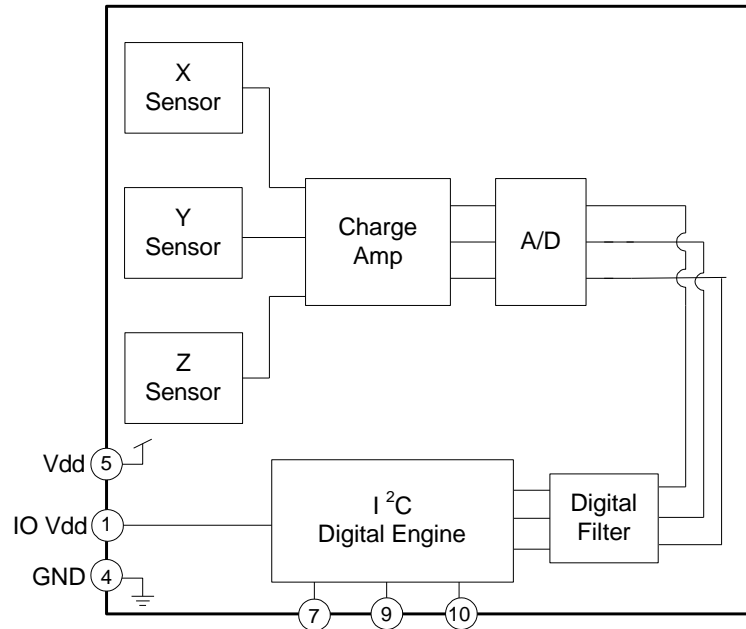 X
Sensor
Y
Sensor
Z
Sensor
Charge
Amp
A/D
Vdd 5
IO Vdd 1
GND 4
I ²C
Digital Engine
Digital
Filter
7 9 10